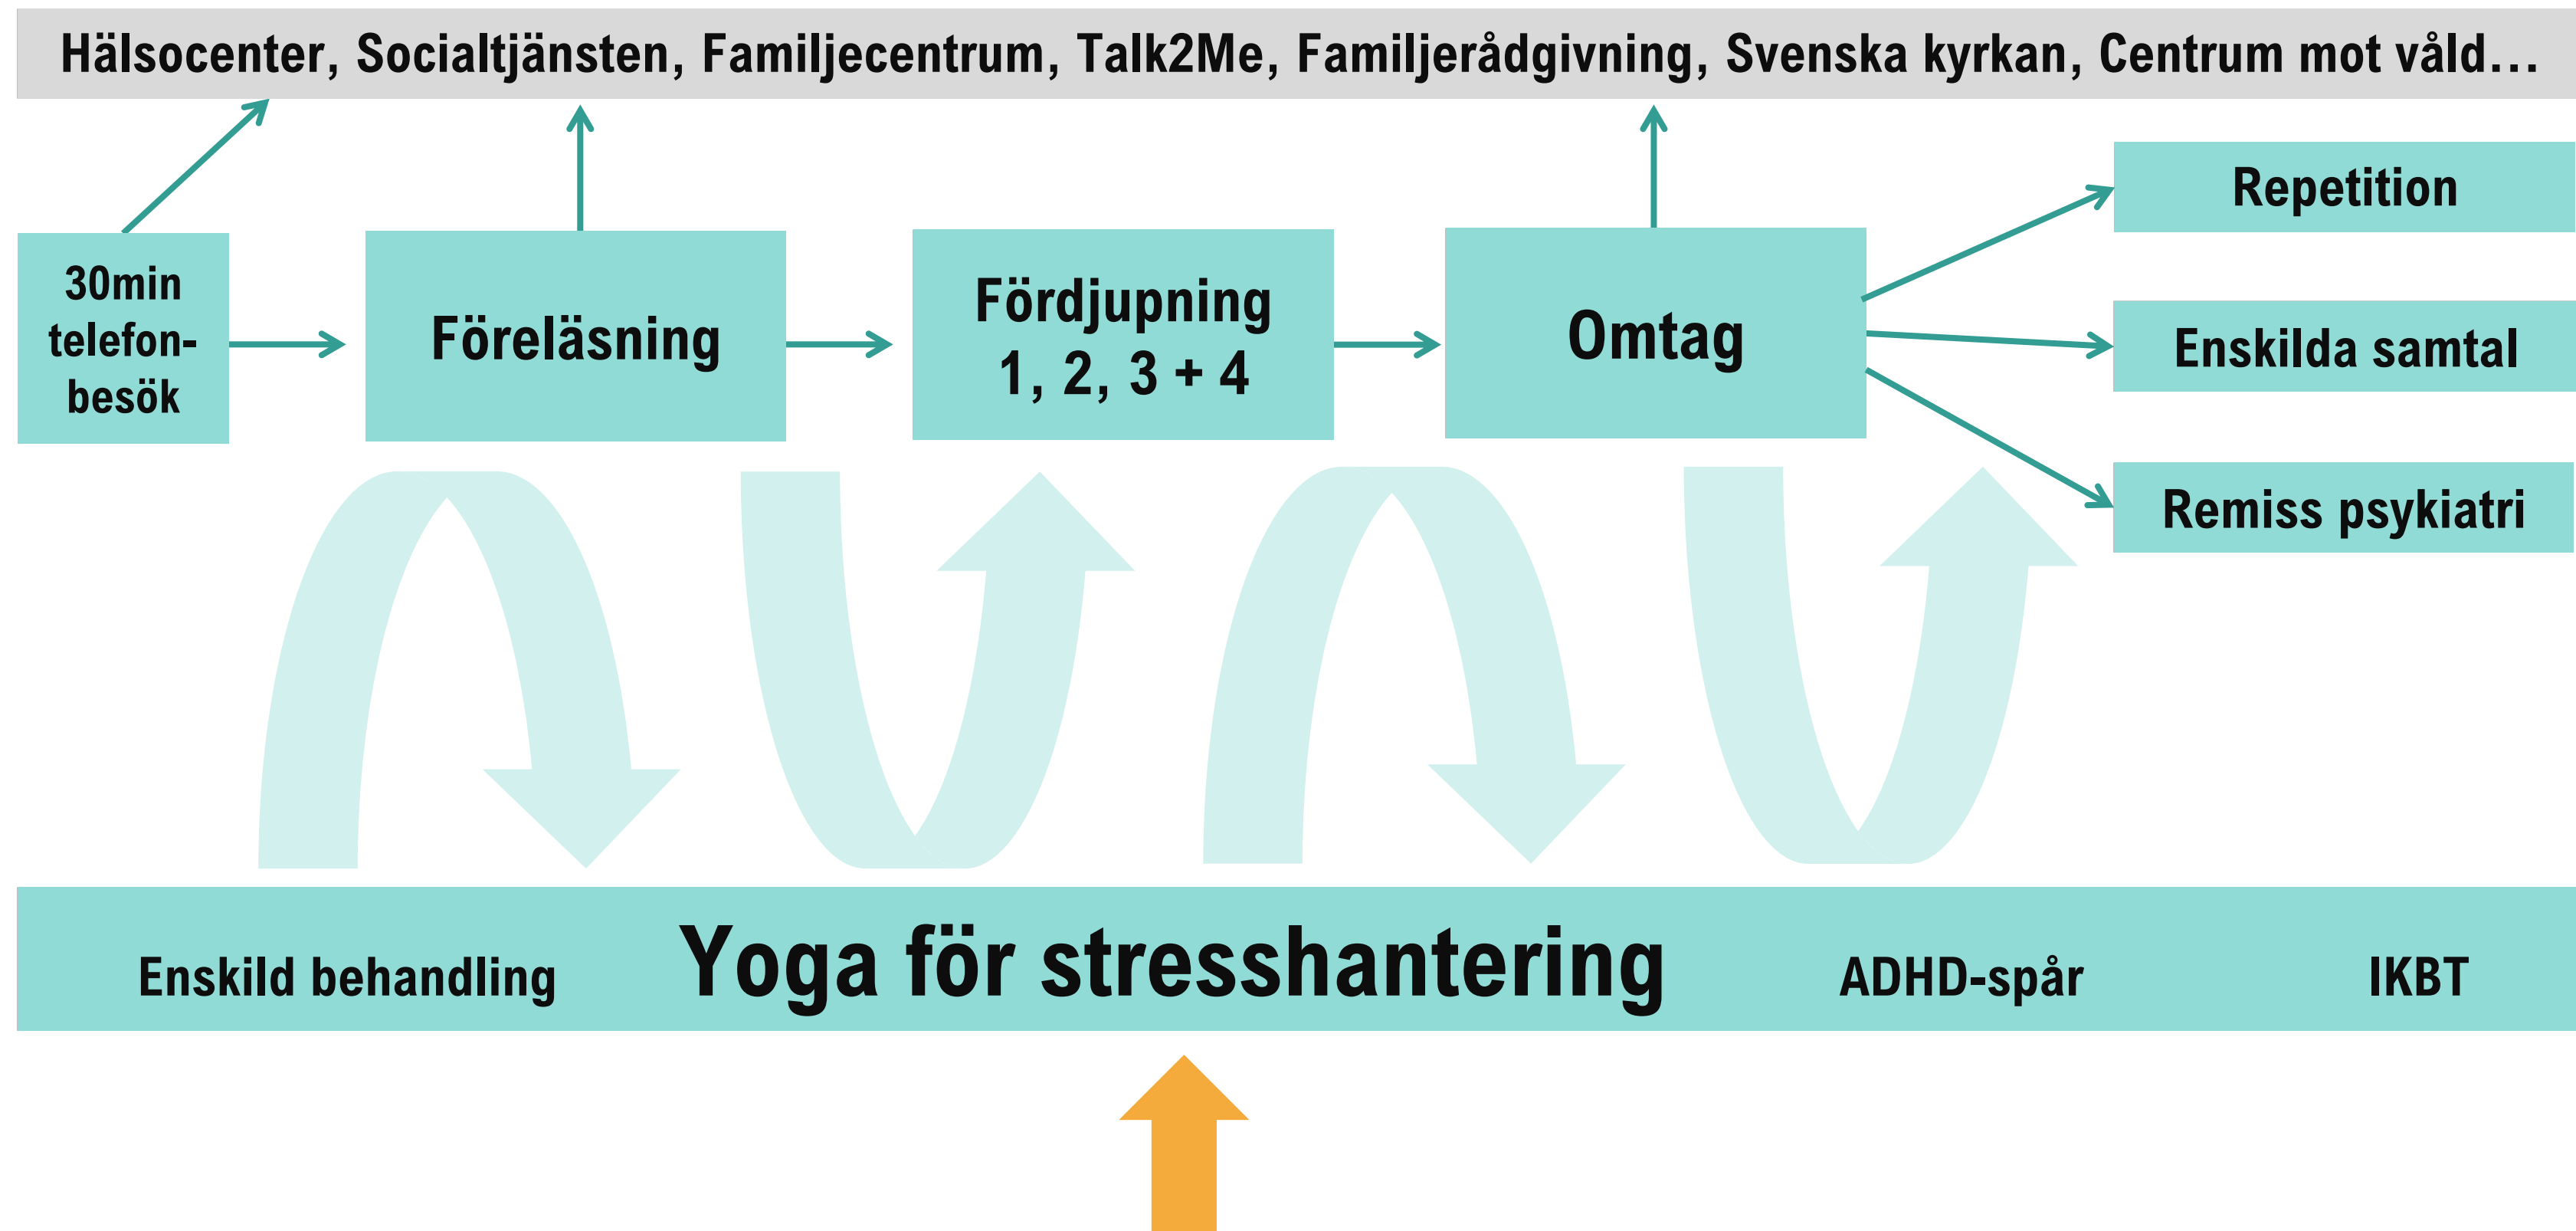 Hälsocenter, Socialtjänsten, Familjecentrum, Talk2Me, Familjerådgivning, Svenska kyrkan, Centrum mot våld…
30min
telefon-
besök
Föreläsning
Fördjupning
1, 2, 3 + 4
Omtag
Repetition
Enskilda samtal
Remiss psykiatri
Enskild behandling
Yoga för stresshantering
ADHD-spår
IKBT